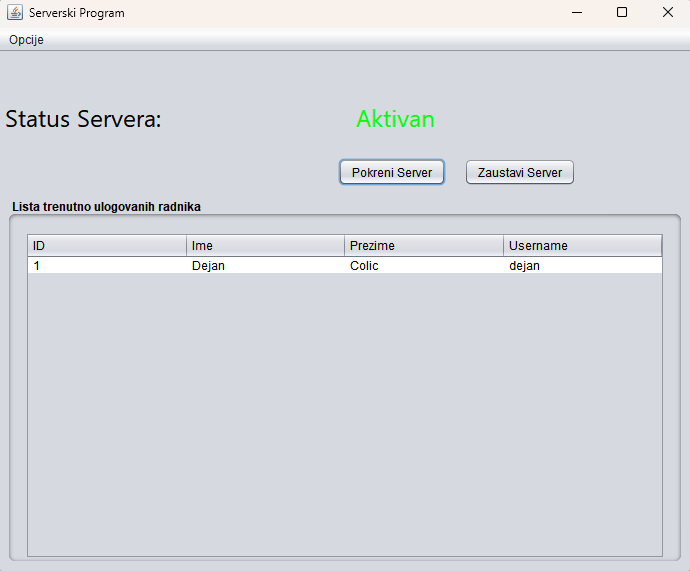 Serverski Program
Opcije
Status Servera: Aktivan
Pokreni Server Zaustavi Server
Lista trenutno ulogovanih radnika
ID Ime Prezime Username
1 Dejan Colic dejan